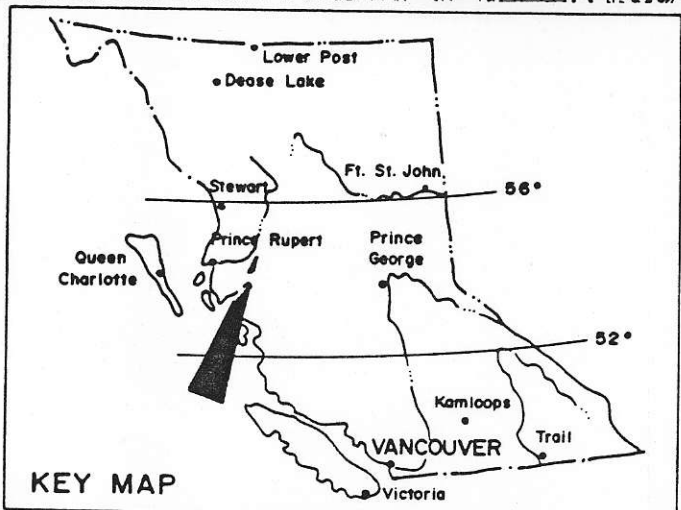 Lower Post
Dease Lake
Ft. St. John
56°
Stewart
Prince Rupert
Queen
Charlotte
Prince
George
52°
Kamloops
VANCOUVER
Trail
KEY MAP
Victoria